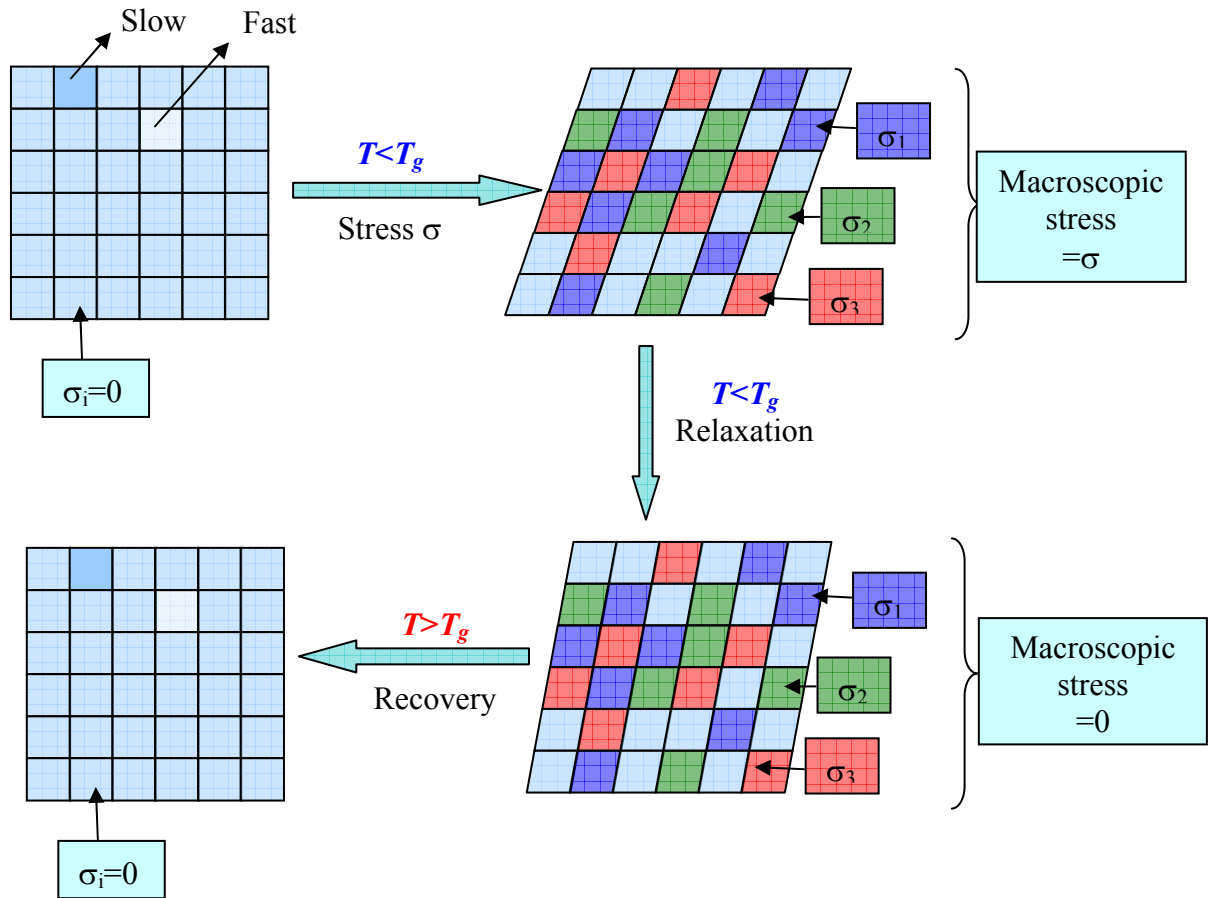 Slow
Fast
T<Tg
Stress σ
σ1
σ2
σ3
Macroscopic
stress
=σ
σi=0
T<Tg
Relaxation
T>Tg
Recovery
σ1
σ2
σ3
Macroscopic
stress
=0
σi=0